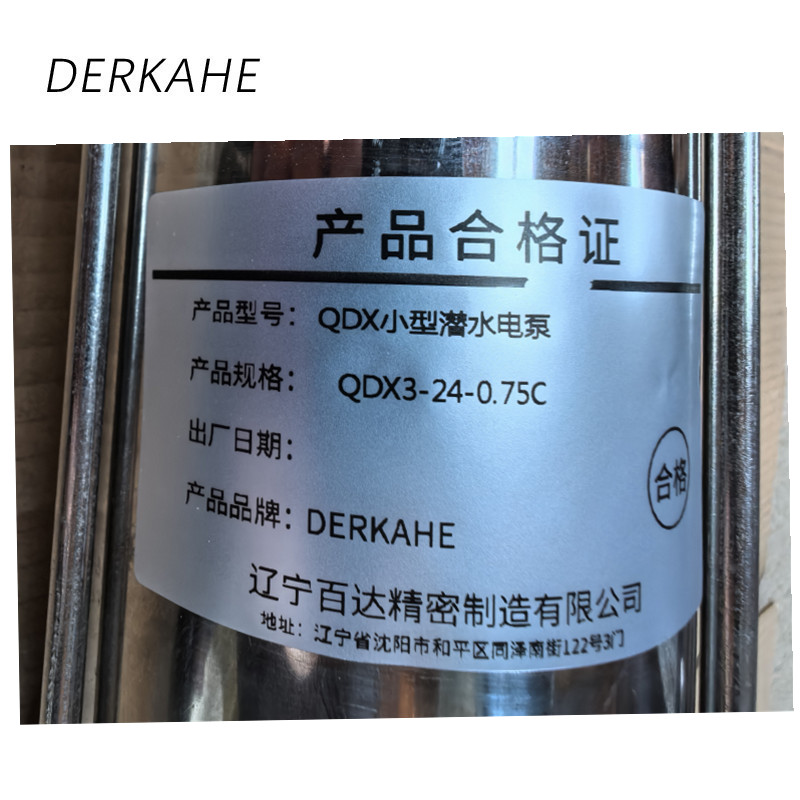 DERKAHE
产品合格证
产品型号: QDX小型潜水电泵
产品规格: QDX3-24-0.75C
出厂日期:
合格
产品品牌: DERKAHE
辽宁百达精密制造有限公司
地址: 辽宁省沈阳市和平区同泽南街122号3门